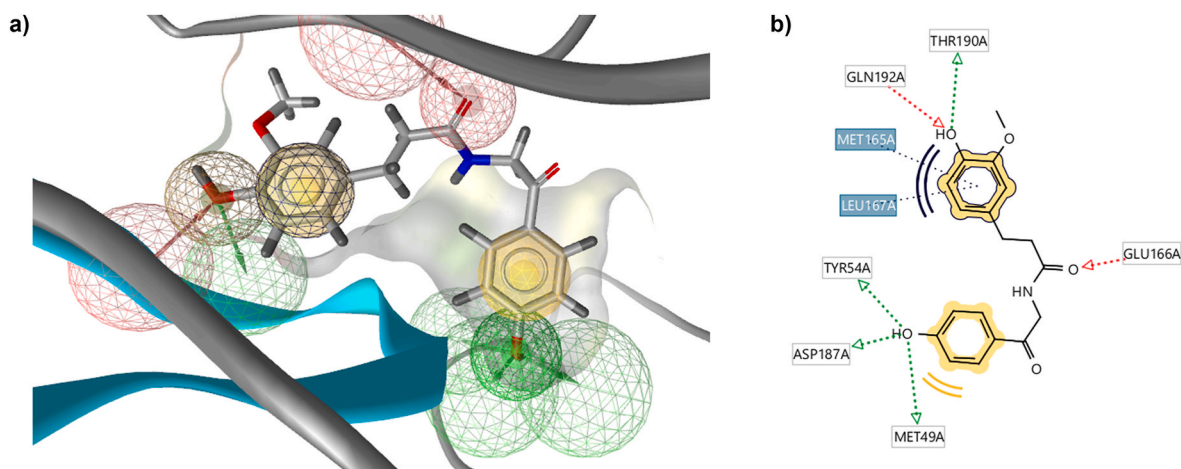 a)
b)
THR190A
GLN192A
HO
O
MET165A
LEU167A
GLU166A
O
TYR54A
HN
HO
ASP187A
O
MET49A